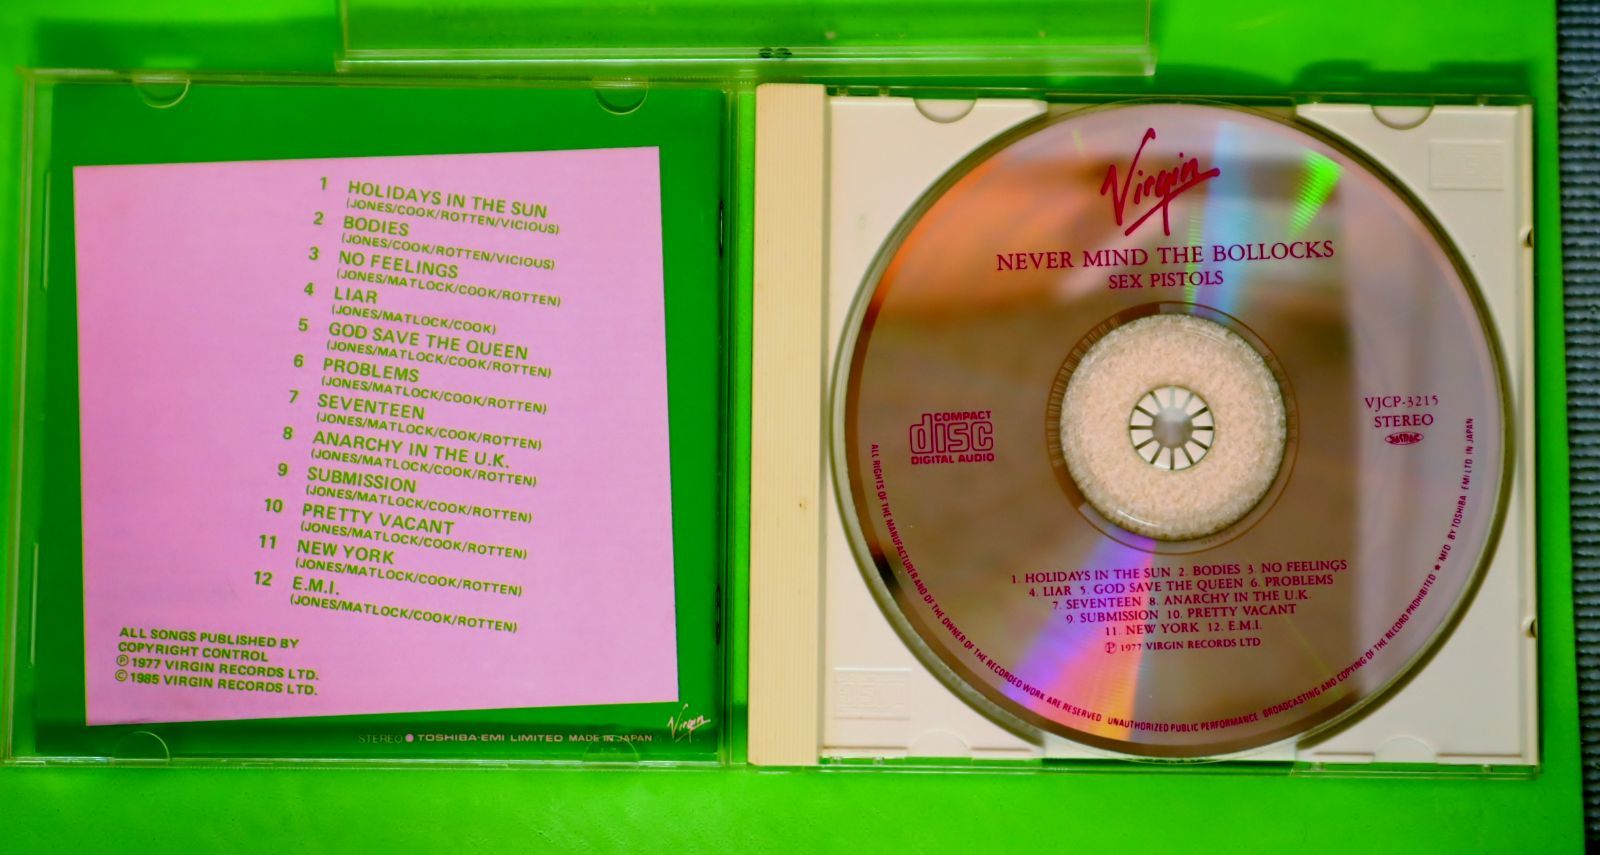 1 HOLIDAYS IN THE SUN
(JONES/COOK/ROTTEN/VICIOUS)
2 BODIES
(JONES/COOK/ROTTEN/VICIOUS)
3 NO FEELINGS
(JONES/MATLOCK/COOK/ROTTEN)
4 LIAR
(JONES/MATLOCK/COOK)
5 GOD SAVE THE QUEEN
(JONES/MATLOCK/COOK/ROTTEN)
6 PROBLEMS
(JONES/MATLOCK/COOK/ROTTEN)
7 SEVENTEEN
(JONES/MATLOCK/COOK/ROTTEN)
8 ANARCHY IN THE U.K.
(JONES/MATLOCK/COOK/ROTTEN)
9 SUBMISSION
(JONES/MATLOCK/COOK/ROTTEN)
10 PRETTY VACANT
(JONES/MATLOCK/COOK/ROTTEN)
11 NEW YORK
(JONES/MATLOCK/COOK/ROTTEN)
12 E.M.I.
(JONES/MATLOCK/COOK/ROTTEN)
ALL SONGS PUBLISHED BY
COPYRIGHT CONTROL
℗ 1977 VIRGIN RECORDS LTD.
© 1985 VIRGIN RECORDS LTD.
Virgin
STEREO ● TOSHIBA-EMI LIMITED MADE IN JAPAN
Virgin
NEVER MIND THE BOLLOCKS
SEX PISTOLS
COMPACT
disc
DIGITAL AUDIO
VJCP-3215
STEREO
1. HOLIDAYS IN THE SUN 2. BODIES 3. NO FEELINGS
4. LIAR 5. GOD SAVE THE QUEEN 6. PROBLEMS
7. SEVENTEEN 8. ANARCHY IN THE U.K.
9. SUBMISSION 10. PRETTY VACANT
11. NEW YORK 12. E.M.I.
℗ 1977 VIRGIN RECORDS LTD
ALL RIGHTS OF THE MANUFACTURER AND OF THE OWNER OF THE RECORDED WORK ARE RESERVED UNAUTHORIZED PUBLIC PERFORMANCE BROADCASTING AND COPYING OF THE RECORD PROHIBITED ★ MFD BY TOSHIBA EMI LTD IN JAPAN